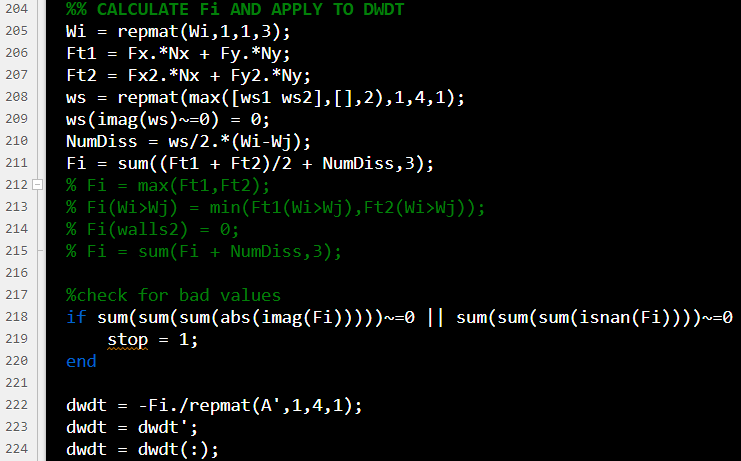 204 %% CALCULATE Fi AND APPLY TO DWDT
205 Wi = repmat(Wi,1,1,3);
206 Ft1 = Fx.*Nx + Fy.*Ny;
207 Ft2 = Fx2.*Nx + Fy2.*Ny;
208 ws = repmat(max([ws1 ws2],[],2),1,4,1);
209 ws(imag(ws)~=0) = 0;
210 NumDiss = ws/2.*(Wi-Wj);
211 Fi = sum((Ft1 + Ft2)/2 + NumDiss,3);
212 % Fi = max(Ft1,Ft2);
213 % Fi(Wi>Wj) = min(Ft1(Wi>Wj),Ft2(Wi>Wj));
214 % Fi(walls2) = 0;
215 % Fi = sum(Fi + NumDiss,3);
216
217 %check for bad values
218 if sum(sum(sum(abs(imag(Fi)))))~=0 || sum(sum(sum(isnan(Fi))))~=0
219 stop = 1;
220 end
221
222 dwdt = -Fi./repmat(A',1,4,1);
223 dwdt = dwdt';
224 dwdt = dwdt(:);